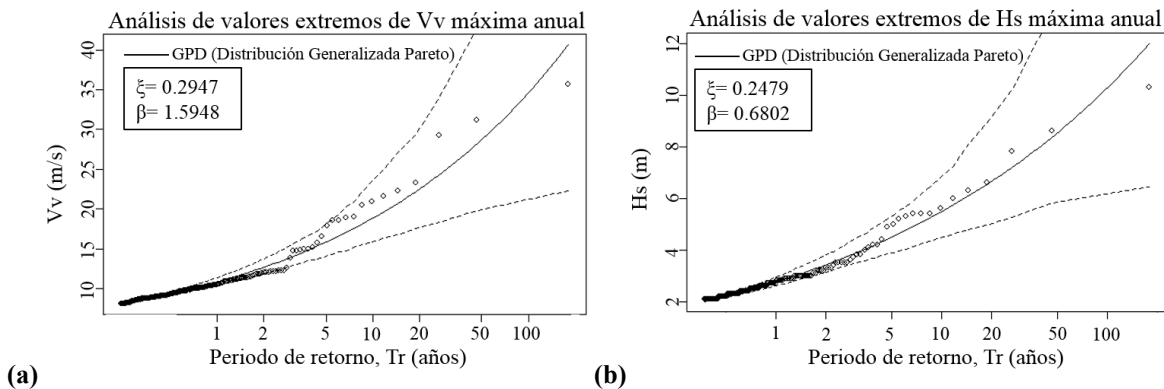 Análisis de valores extremos de Vv máxima anual
GPD (Distribución Generalizada Pareto)
ξ= 0.2947
β= 1.5948
Vv (m/s)
40
35
30
25
20
15
10
1 2 5 10 20 50 100
Periodo de retorno, Tr (años)
(a)
Análisis de valores extremos de Hs máxima anual
GPD (Distribución Generalizada Pareto)
ξ= 0.2479
β= 0.6802
Hs (m)
12
10
8
6
4
2
1 2 5 10 20 50 100
Periodo de retorno, Tr (años)
(b)